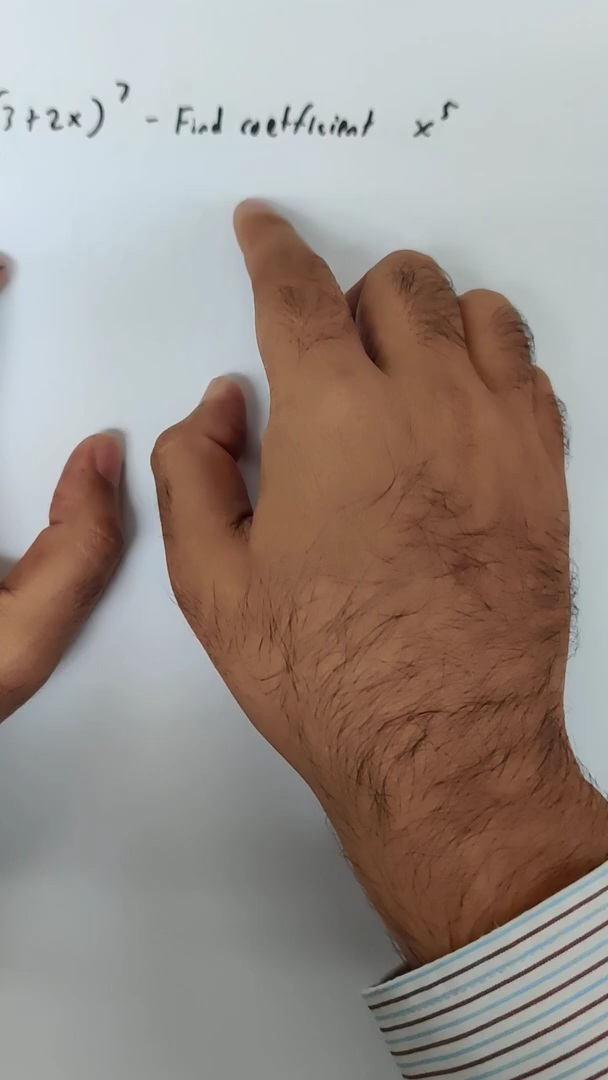 (3+2x)⁷ - Find coefficient x⁵